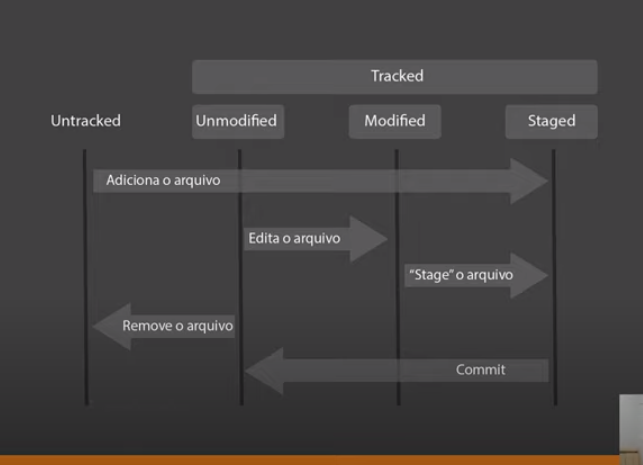 Tracked
Untracked
Unmodified
Modified
Staged
Adiciona o arquivo
Edita o arquivo
“Stage” o arquivo
Remove o arquivo
Commit